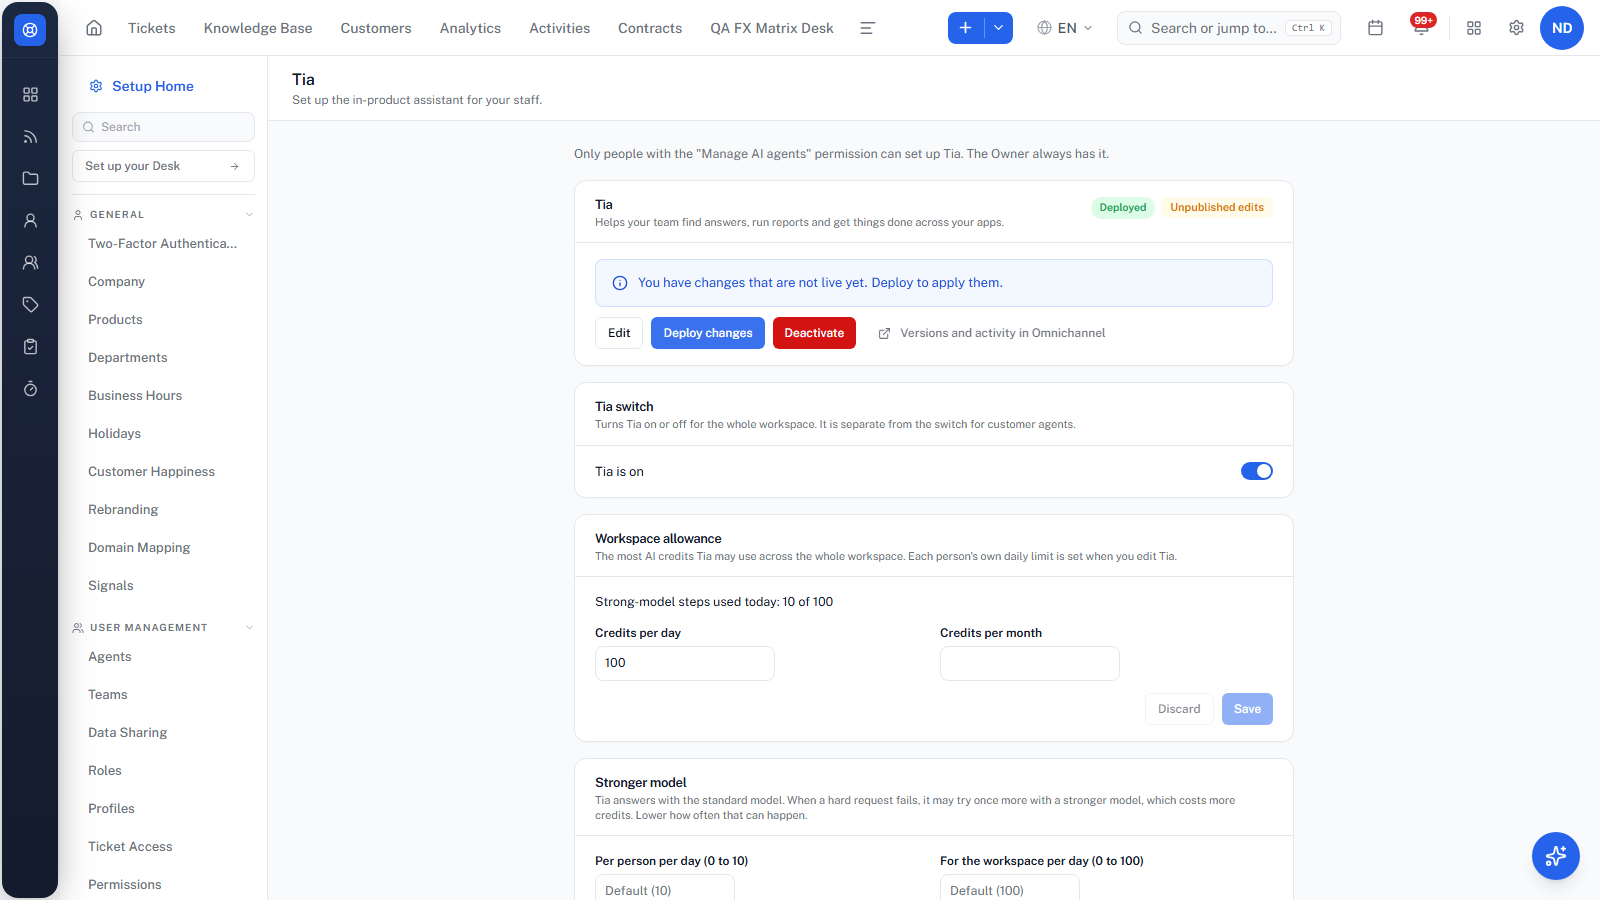 Tickets
Knowledge Base
Customers
Analytics
Activities
Contracts
QA FX Matrix Desk
EN
Search or jump to...
Ctrl K
99+
ND
Setup Home
Search
Set up your Desk
GENERAL
Two-Factor Authentica...
Company
Products
Departments
Business Hours
Holidays
Customer Happiness
Rebranding
Domain Mapping
Signals
USER MANAGEMENT
Agents
Teams
Data Sharing
Roles
Profiles
Ticket Access
Permissions
Tia
Set up the in-product assistant for your staff.
Only people with the "Manage AI agents" permission can set up Tia. The Owner always has it.
Tia
Helps your team find answers, run reports and get things done across your apps.
Deployed
Unpublished edits
You have changes that are not live yet. Deploy to apply them.
Edit
Deploy changes
Deactivate
Versions and activity in Omnichannel
Tia switch
Turns Tia on or off for the whole workspace. It is separate from the switch for customer agents.
Tia is on
Workspace allowance
The most AI credits Tia may use across the whole workspace. Each person's own daily limit is set when you edit Tia.
Strong-model steps used today: 10 of 100
Credits per day
100
Credits per month
Discard
Save
Stronger model
Tia answers with the standard model. When a hard request fails, it may try once more with a stronger model, which costs more
credits. Lower how often that can happen.
Per person per day (0 to 10)
Default (10)
For the workspace per day (0 to 100)
Default (100)